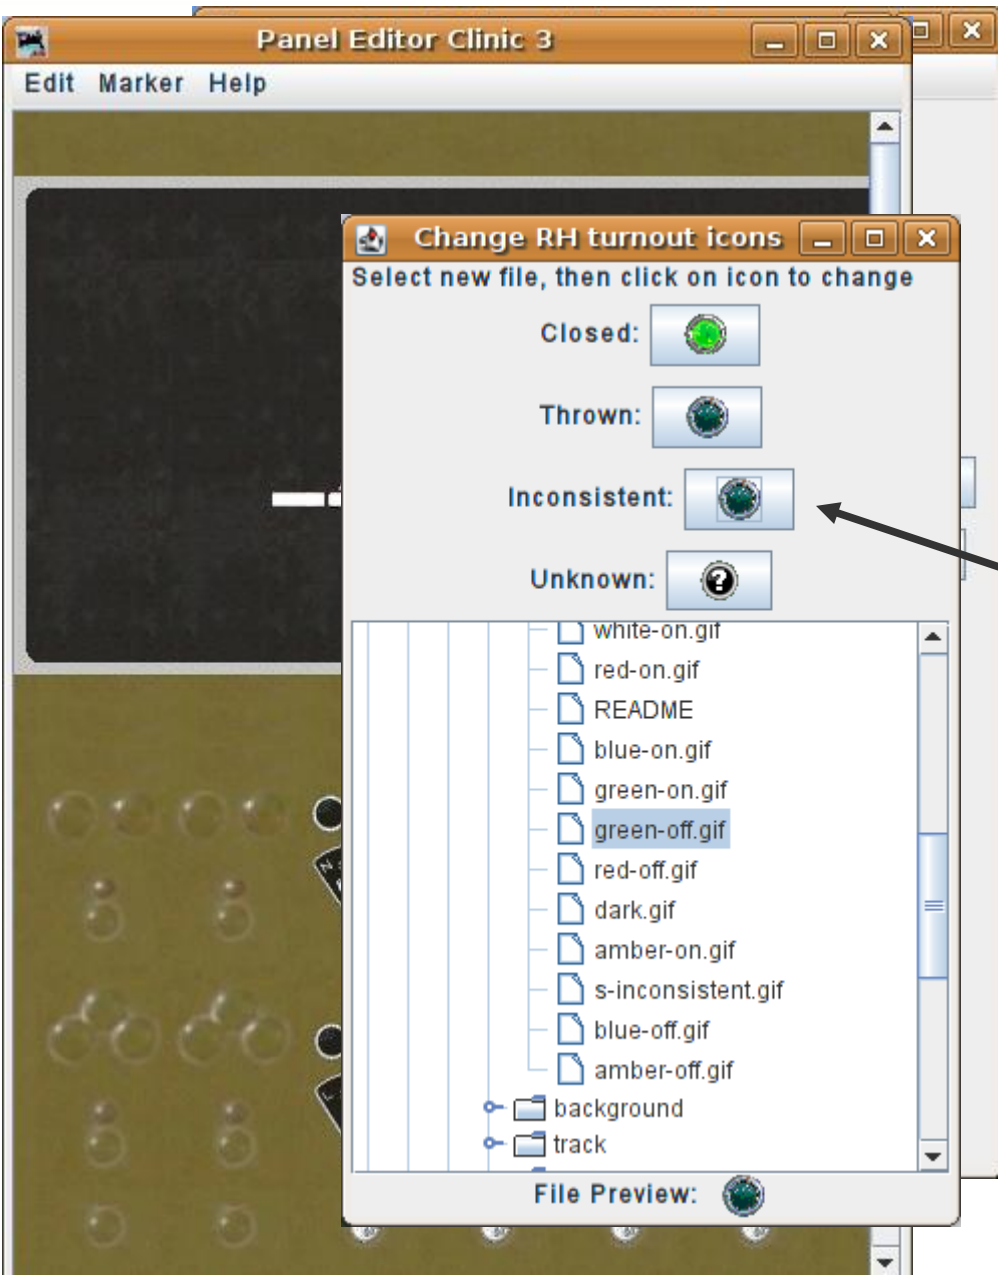 Panel Editor Clinic 3
Edit Marker Help
Change RH turnout icons
Select new file, then click on icon to change
Closed:
Thrown:
Inconsistent:
Unknown:
?
white-on.gif
red-on.gif
README
blue-on.gif
green-on.gif
green-off.gif
red-off.gif
dark.gif
amber-on.gif
s-inconsistent.gif
blue-off.gif
amber-off.gif
background
track
File Preview: